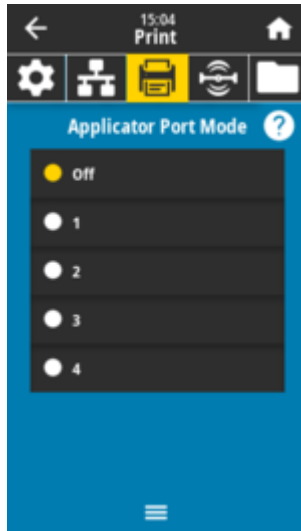 15:04
Print
Applicator Port Mode ?
Off
1
2
3
4